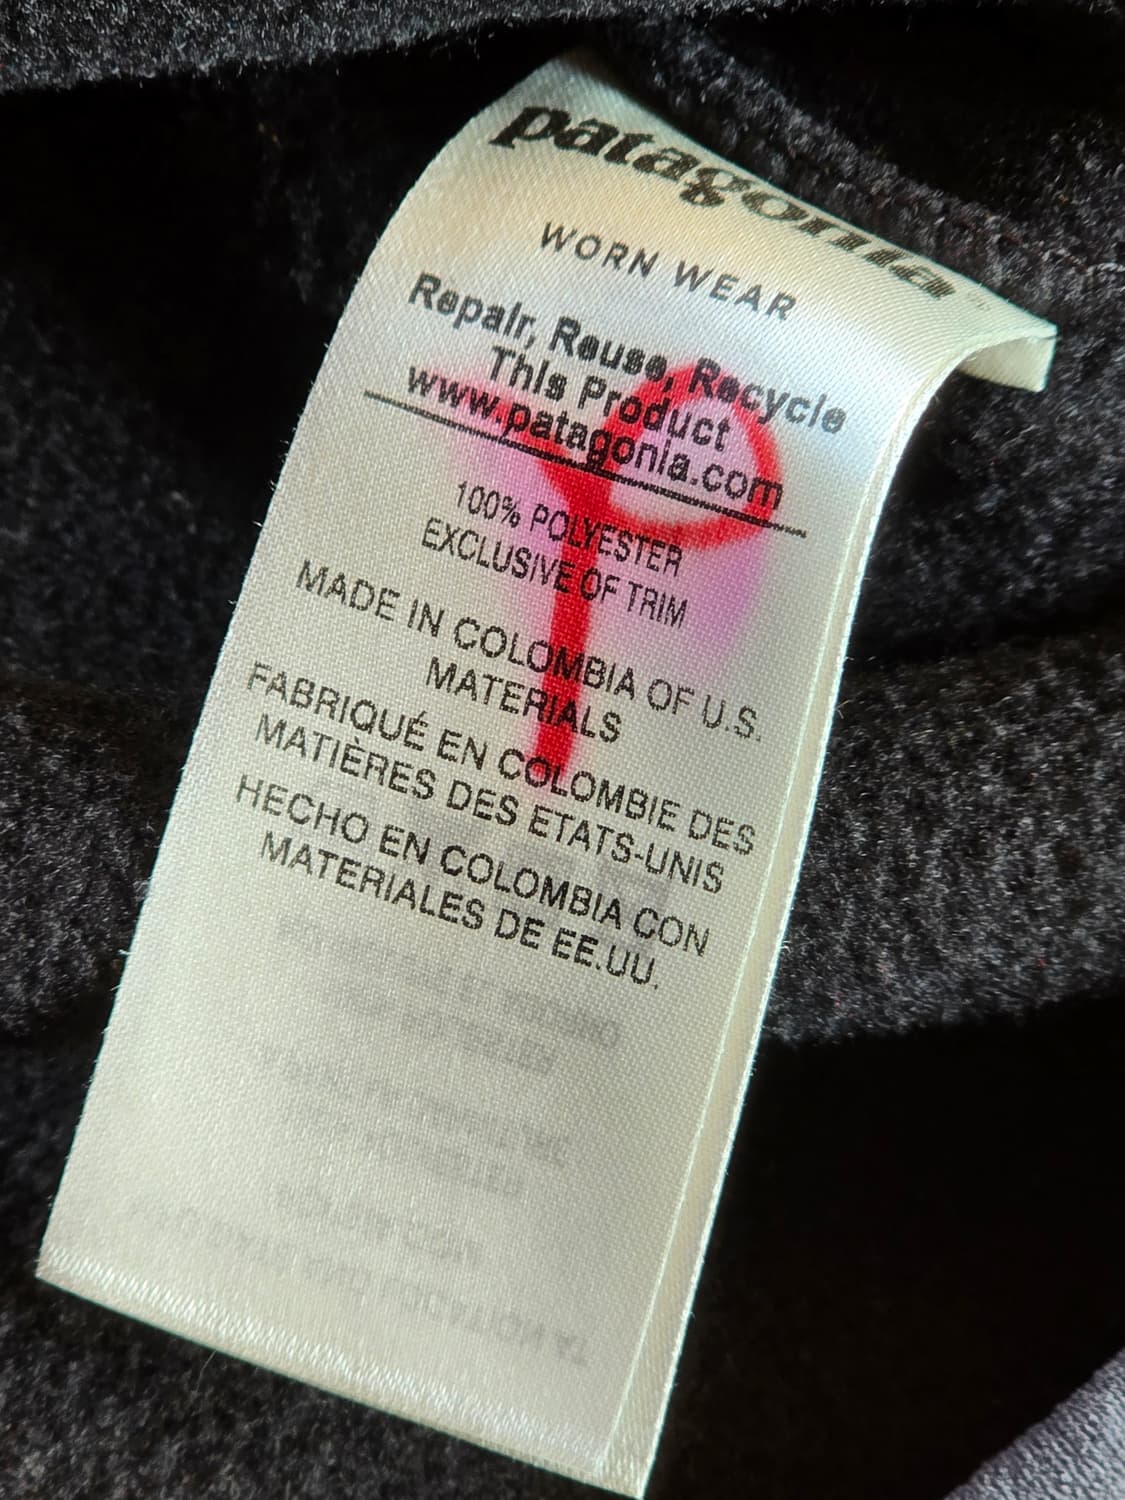 patagonia®
WORN WEAR
Repair, Reuse, Recycle
This Product
www.patagonia.com
100% POLYESTER
EXCLUSIVE OF TRIM
MADE IN COLOMBIA OF U.S.
MATERIALS
FABRIQUÉ EN COLOMBIE DES
MATIÈRES DES ETATS-UNIS
HECHO EN COLOMBIA CON
MATERIALES DE EE.UU.